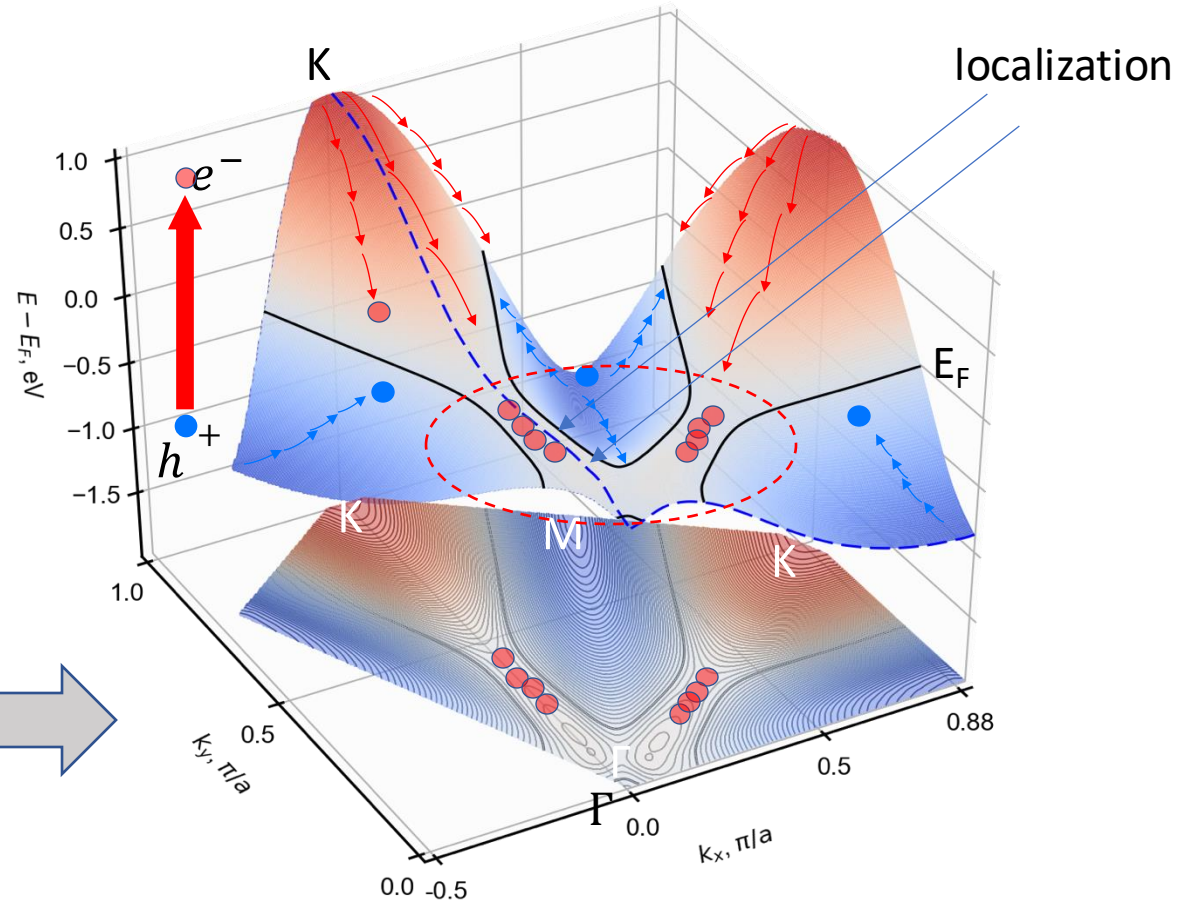 K
localization
1.0
e⁻
0.5
0.0
E − E_F, eV
−0.5
E_F
−1.0
h⁺
−1.5
K
M
K
1.0
0.88
0.5
k_y, π/a
0.5
Γ
Γ
0.0
k_x, π/a
0.0
-0.5